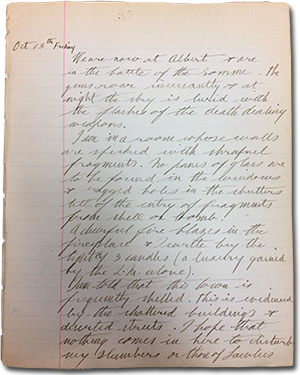 Oct 13th Friday
We are now at Albert & are
in the battle of the Somme. The
guns roar incessantly & at
night the sky is lurid with
the flashes of the death dealing
weapons.
I am in a room whose walls
are splashed with shrapnel
fragments. No panes of glass are
to be found in the windows
& ragged holes in the shutters
tell of the entry of fragments
from shell or bomb.
A cheerful fire blazes in the
fireplace & I write by the
light of 3 candles (a luxury gained
by the above).
I am told that this town is
frequently shelled. This is evidenced
by the shattered buildings &
deserted streets. I hope that
nothing comes in here to disturb
my slumbers or those of